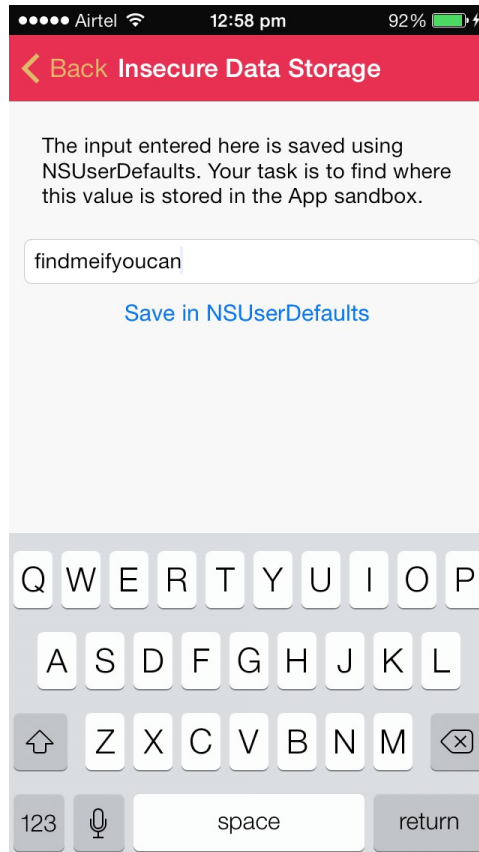 Airtel 12:58 pm 92%
Back Insecure Data Storage
The input entered here is saved using
NSUserDefaults. Your task is to find where
this value is stored in the App sandbox.
findmeifyoucan
Save in NSUserDefaults
Q W E R T Y U I O P
A S D F G H J K L
Z X C V B N M
123 space return